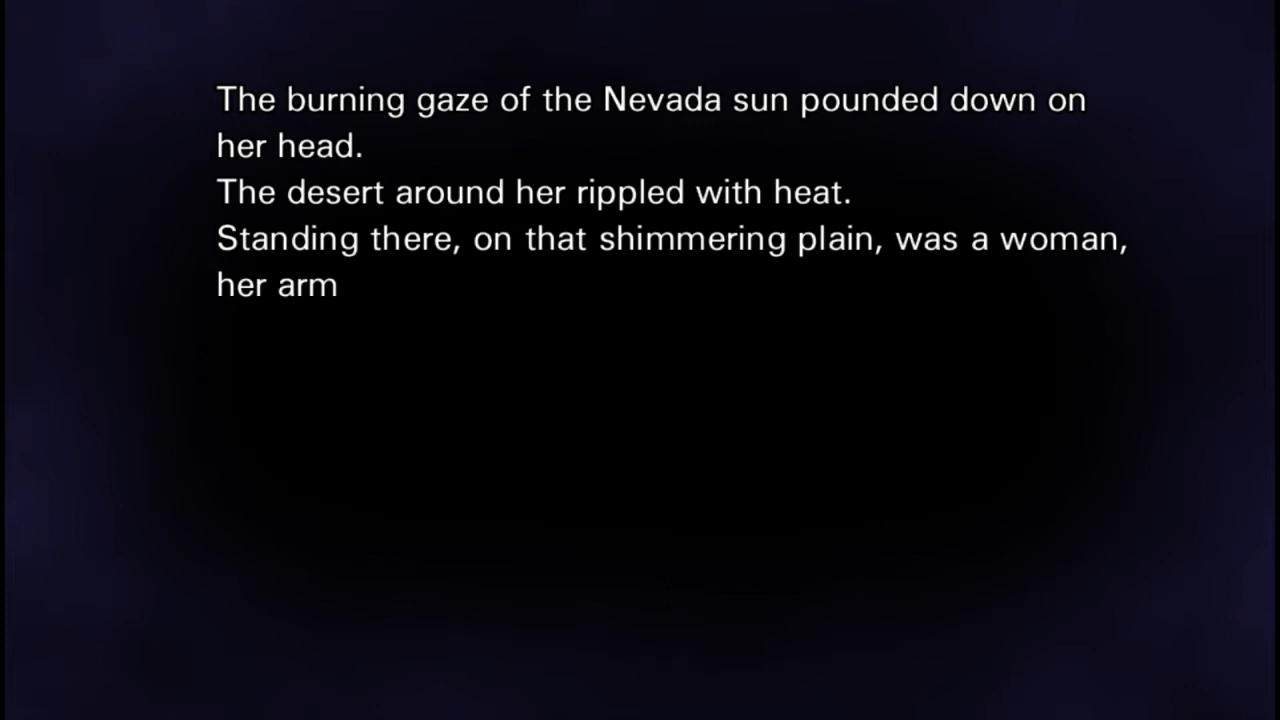 The burning gaze of the Nevada sun pounded down on
her head.
The desert around her rippled with heat.
Standing there, on that shimmering plain, was a woman,
her arm